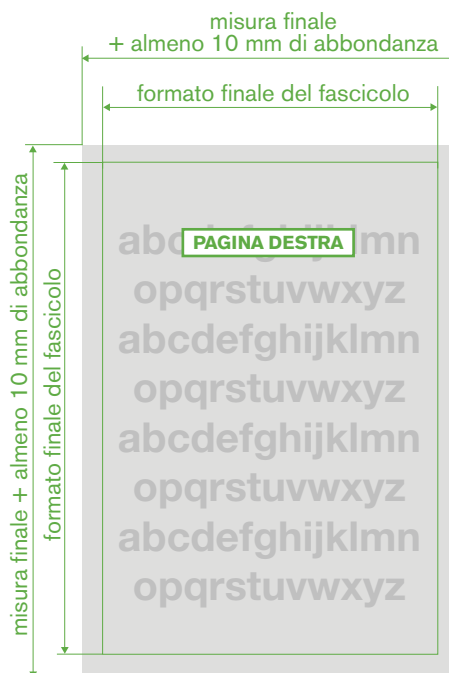 misura finale
+ almeno 10 mm di abbondanza
formato finale del fascicolo
misura finale + almeno 10 mm di abbondanza
formato finale del fascicolo
PAGINA DESTRA
abcdefghijklmn
opqrstuvwxyz
abcdefghijklmn
opqrstuvwxyz
abcdefghijklmn
opqrstuvwxyz
abcdefghijklmn
opqrstuvwxyz